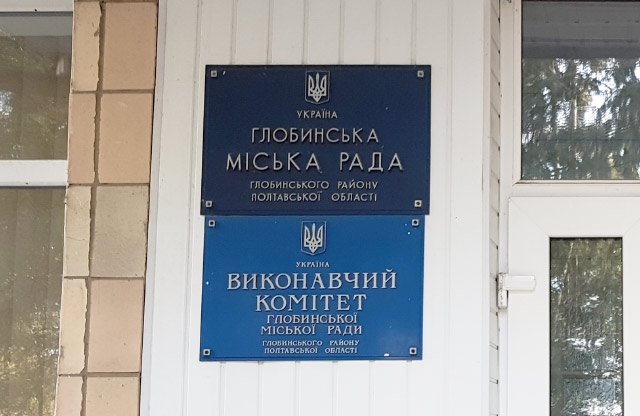 УКРАЇНА
ГЛОБИНСЬКА
МІСЬКА РАДА
ГЛОБИНСЬКОГО РАЙОНУ
ПОЛТАВСЬКОЇ ОБЛАСТІ
УКРАЇНА
ВИКОНАВЧИЙ
КОМІТЕТ
ГЛОБИНСЬКОЇ
МІСЬКОЇ РАДИ
ГЛОБИНСЬКОГО РАЙОНУ
ПОЛТАВСЬКОЇ ОБЛАСТІ